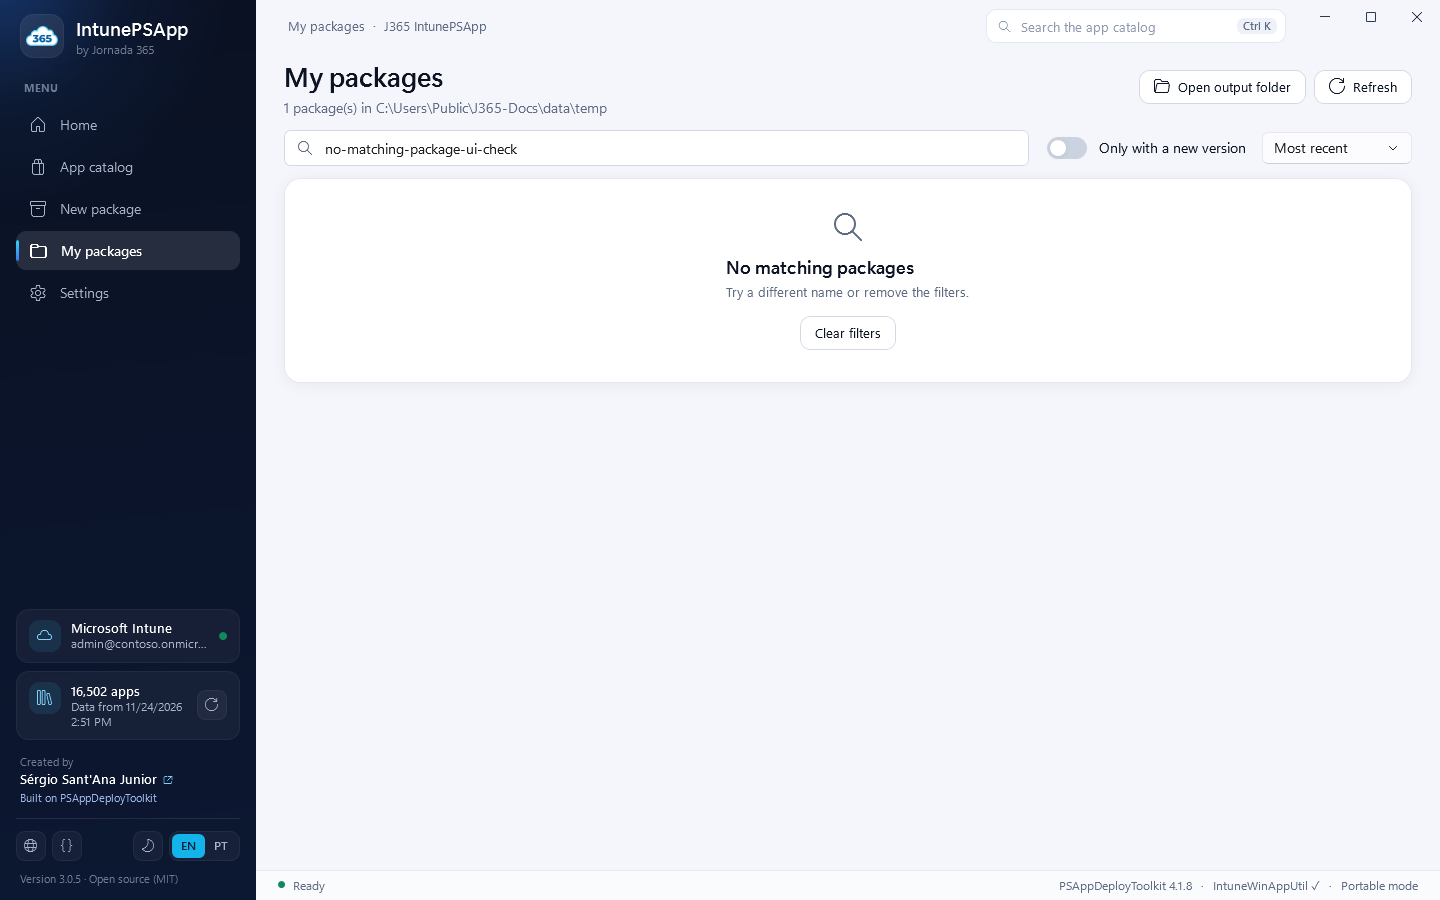 365
IntunePSApp
by Jornada 365
MENU
Home
App catalog
New package
My packages
Settings
Microsoft Intune
admin@contoso.onmicr...
16,502 apps
Data from 11/24/2026
2:51 PM
Created by
Sérgio Sant'Ana Junior
Built on PSAppDeployToolkit
{}
EN
PT
Version 3.0.5 · Open source (MIT)
My packages · J365 IntunePSApp
Search the app catalog
Ctrl K
My packages
1 package(s) in C:\Users\Public\J365-Docs\data\temp
Open output folder
Refresh
no-matching-package-ui-check
Only with a new version
Most recent
No matching packages
Try a different name or remove the filters.
Clear filters
Ready
PSAppDeployToolkit 4.1.8 · IntuneWinAppUtil ✓ · Portable mode